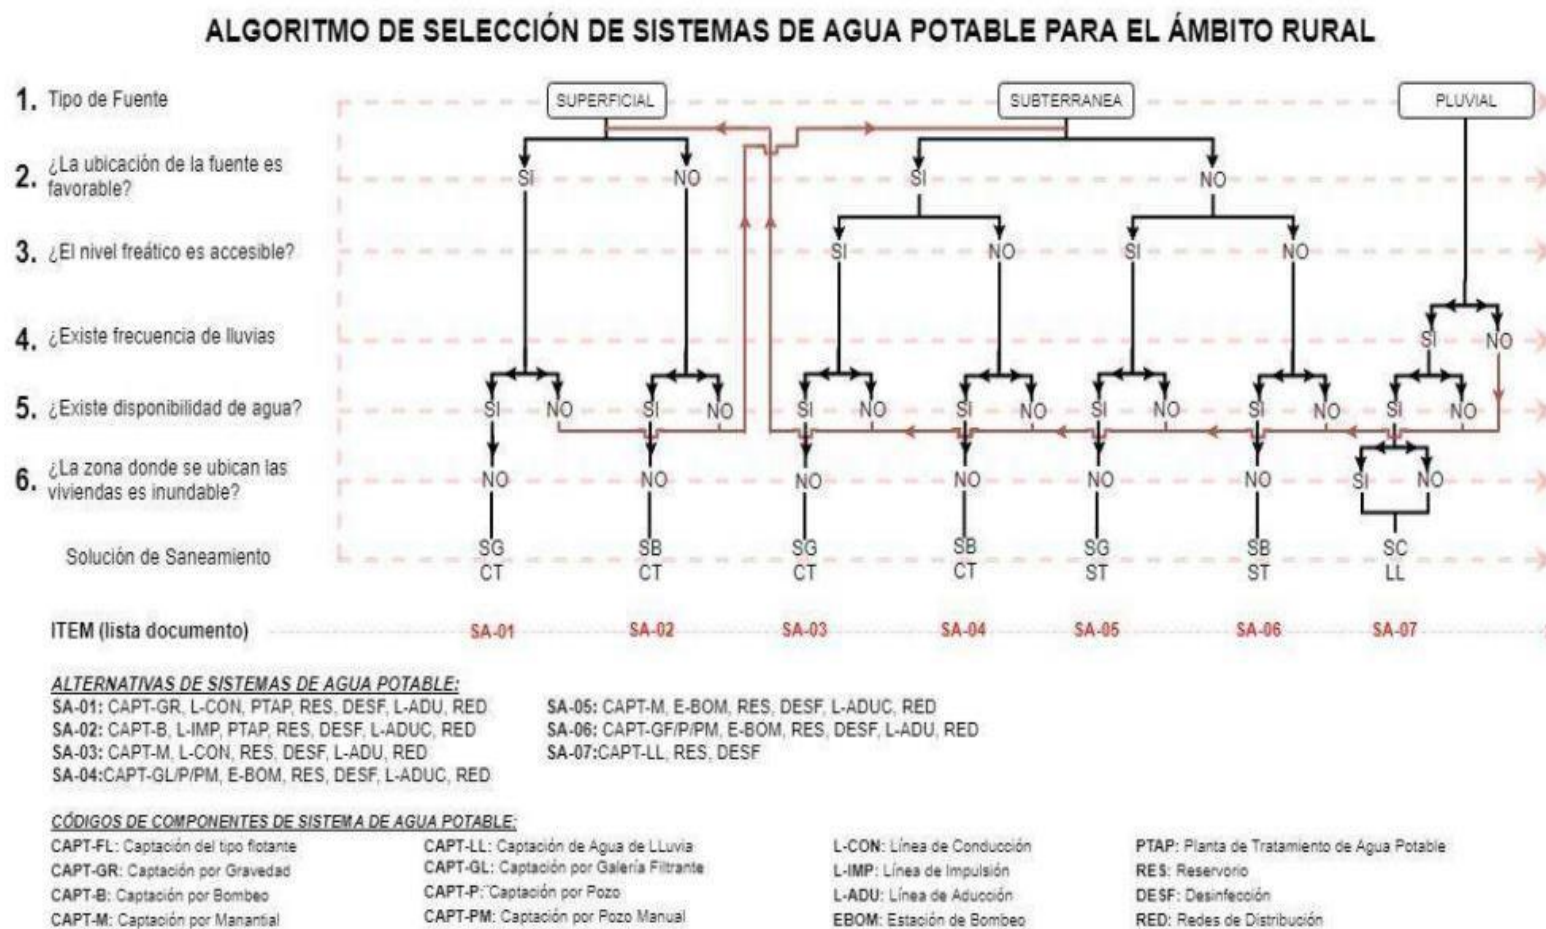 ALGORITMO DE SELECCIÓN DE SISTEMAS DE AGUA POTABLE PARA EL ÁMBITO RURAL
1. Tipo de Fuente
SUPERFICIAL SUBTERRANEA PLUVIAL
2. ¿La ubicación de la fuente es
favorable?
SI NO SI NO
3. ¿El nivel freático es accesible?
SI NO SI NO
4. ¿Existe frecuencia de lluvias
SI NO
5. ¿Existe disponibilidad de agua?
SI NO SI NO SI NO SI NO SI NO SI NO SI NO
6. ¿La zona donde se ubican las
viviendas es inundable?
NO NO NO NO NO NO SI NO
Solución de Saneamiento
SG SB SG SB SG SB SC
CT CT CT CT ST ST LL
ITEM (lista documento) SA-01 SA-02 SA-03 SA-04 SA-05 SA-06 SA-07
ALTERNATIVAS DE SISTEMAS DE AGUA POTABLE:
SA-01: CAPT-GR, L-CON, PTAP, RES, DESF, L-ADU, RED
SA-02: CAPT-B, L-IMP, PTAP, RES, DESF, L-ADUC, RED
SA-03: CAPT-M, L-CON, RES, DESF, L-ADU, RED
SA-04:CAPT-GL/P/PM, E-BOM, RES, DESF, L-ADUC, RED
SA-05: CAPT-M, E-BOM, RES, DESF, L-ADUC, RED
SA-06: CAPT-GF/P/PM, E-BOM, RES, DESF, L-ADU, RED
SA-07:CAPT-LL, RES, DESF
CÓDIGOS DE COMPONENTES DE SISTEMA DE AGUA POTABLE:
CAPT-FL: Captación del tipo flotante
CAPT-GR: Captación por Gravedad
CAPT-B: Captación por Bombeo
CAPT-M: Captación por Manantial
CAPT-LL: Captación de Agua de LLuvia
CAPT-GL: Captación por Galería Filtrante
CAPT-P: Captación por Pozo
CAPT-PM: Captación por Pozo Manual
L-CON: Línea de Conducción
L-IMP: Línea de Impulsión
L-ADU: Línea de Aducción
EBOM: Estación de Bombeo
PTAP: Planta de Tratamiento de Agua Potable
RES: Reservorio
DESF: Desinfección
RED: Redes de Distribución